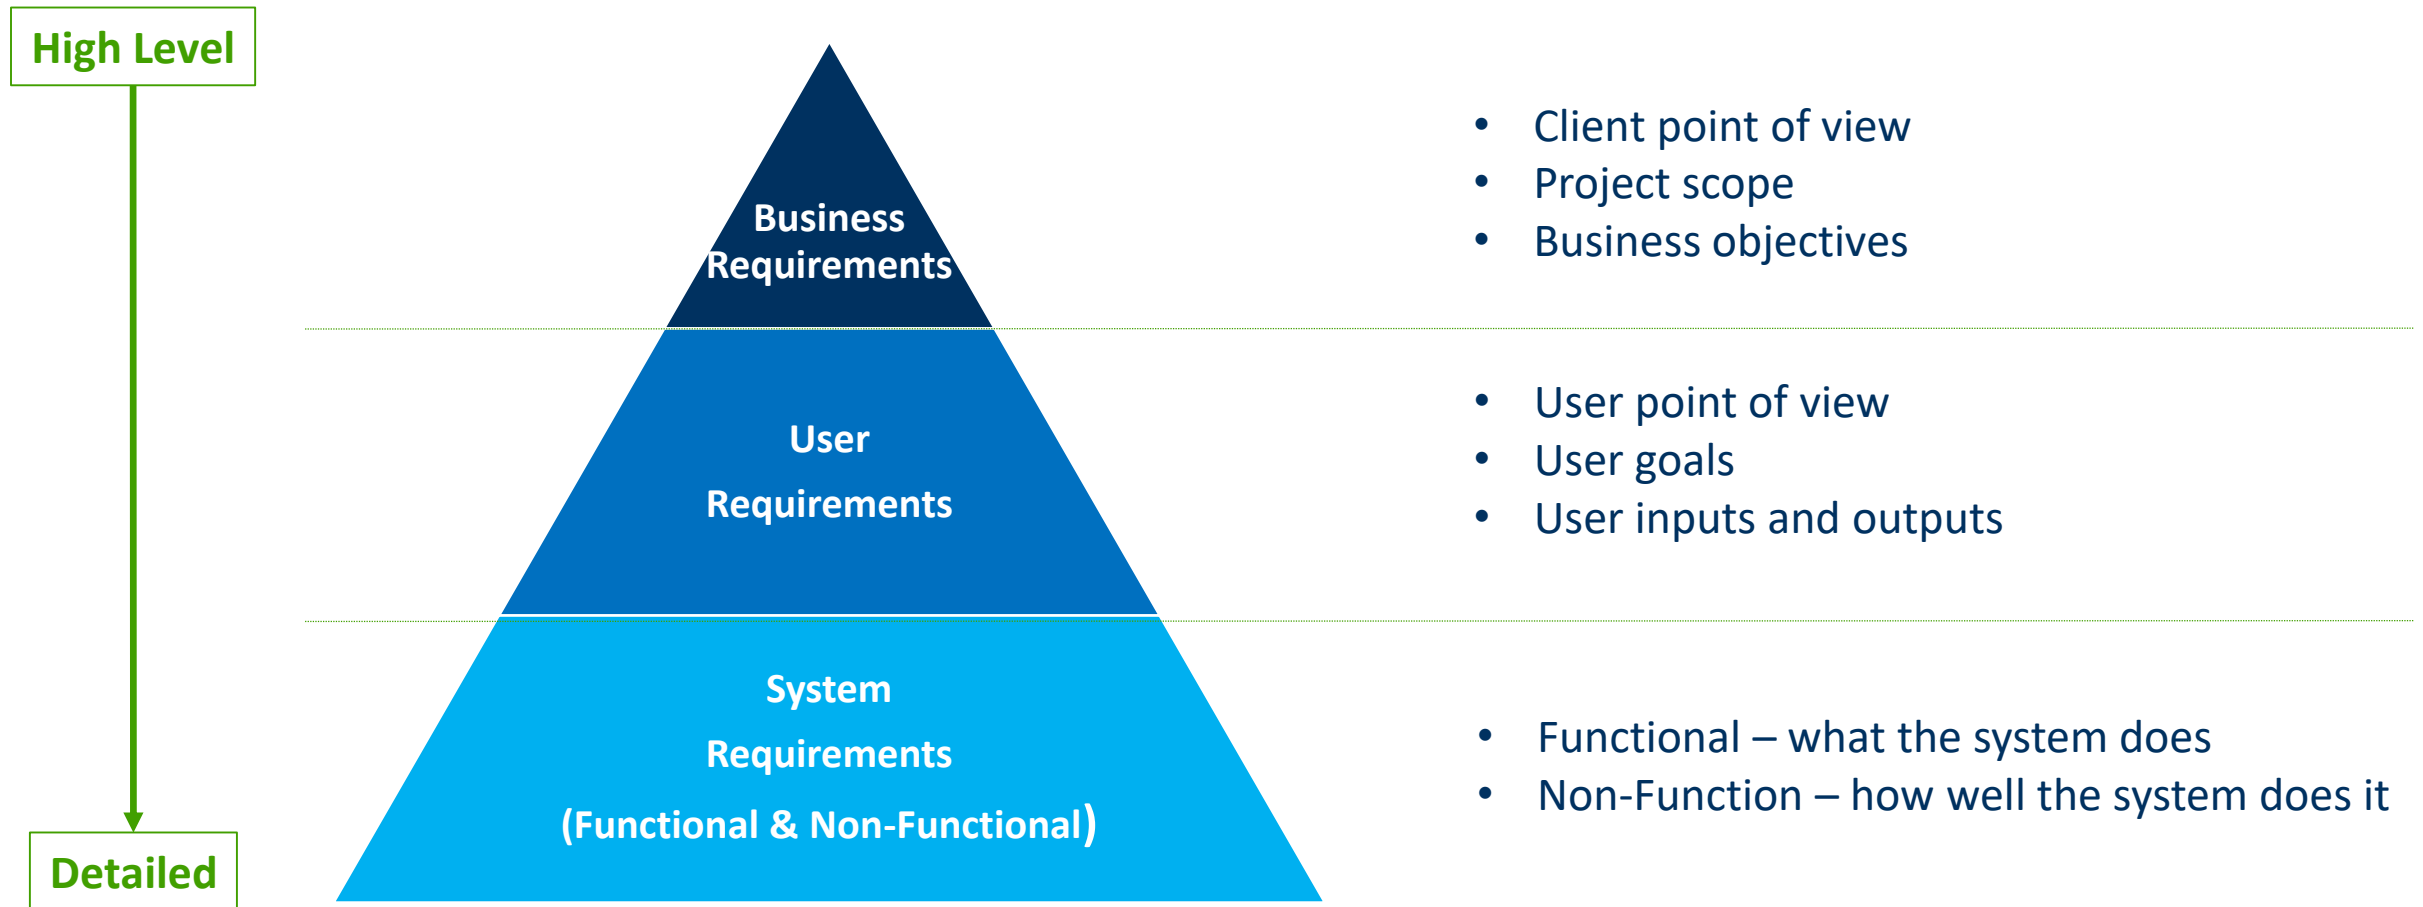 High Level
Business
Requirements
• Client point of view
• Project scope
• Business objectives
User
Requirements
• User point of view
• User goals
• User inputs and outputs
System
Requirements
(Functional & Non-Functional)
• Functional – what the system does
• Non-Function – how well the system does it
Detailed